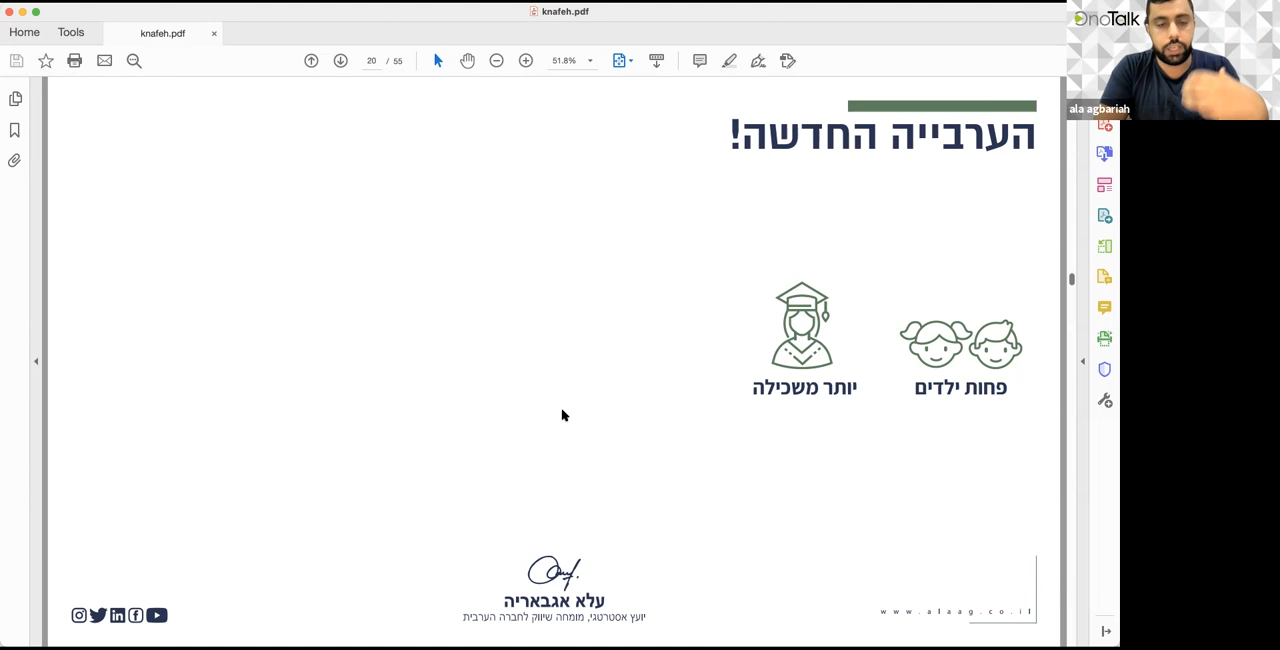 knafeh.pdf
Home
Tools
knafeh.pdf
20 / 55
51.8%
OnoTalk
ala agbariah
הערבייה החדשה!
פחות ילדים
יותר משכילה
עלא אגבאריה
יועץ אסטרטגי, מומחה שיווק לחברה הערבית
www.alaag.co.il